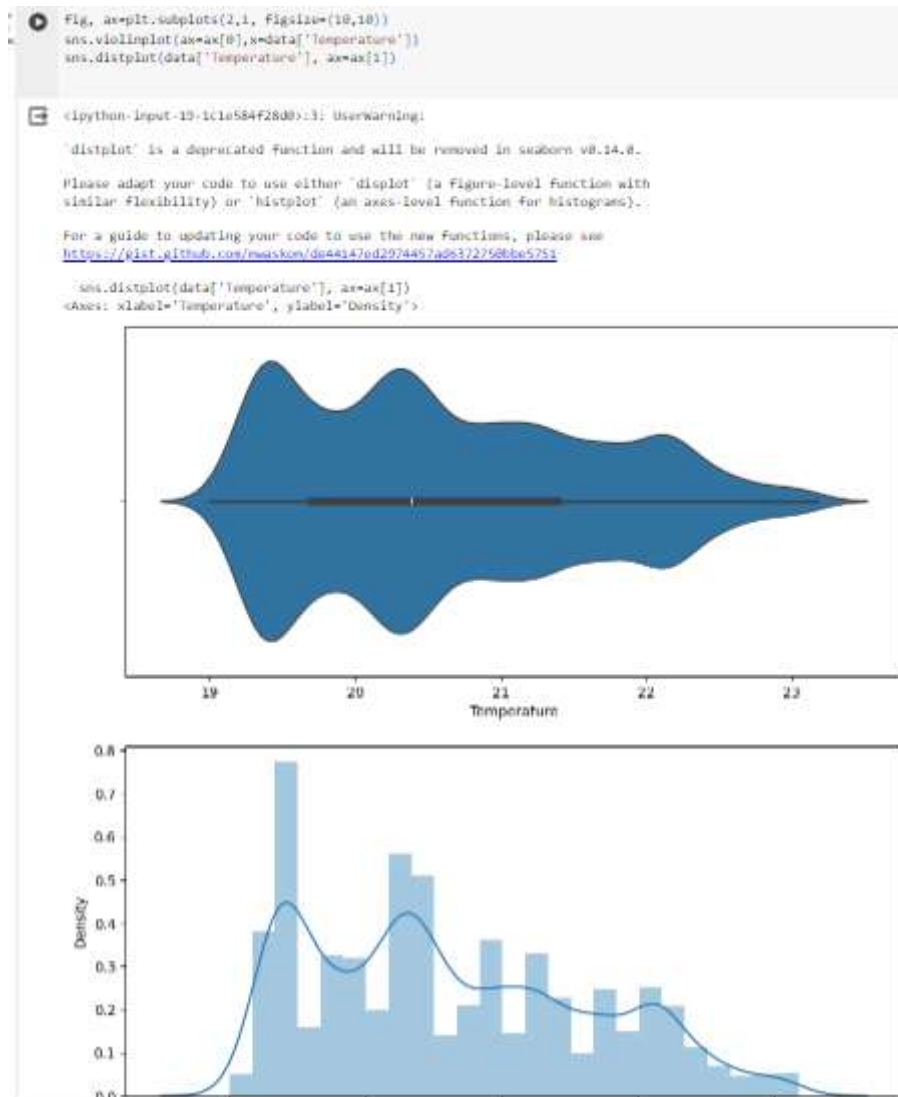 fig, ax=plt.subplots(2,1, figsize=(10,10))
sns.violinplot(ax=ax[0],x=data['Temperature'])
sns.distplot(data['Temperature'], ax=ax[1])
<ipython-input-19-1c1e584f28d0>:3: UserWarning:
`distplot` is a deprecated function and will be removed in seaborn v0.14.0.
Please adapt your code to use either `displot` (a figure-level function with
similar flexibility) or `histplot` (an axes-level function for histograms).
For a guide to updating your code to use the new functions, please see
https://gist.github.com/mwaskom/de44147ed2974457ad6372750bbe5751
sns.distplot(data['Temperature'], ax=ax[1])
<Axes: xlabel='Temperature', ylabel='Density'>
19 20 21 22 23
Temperature
0.8
0.7
0.6
0.5
0.4
0.3
0.2
0.1
0.0
Density